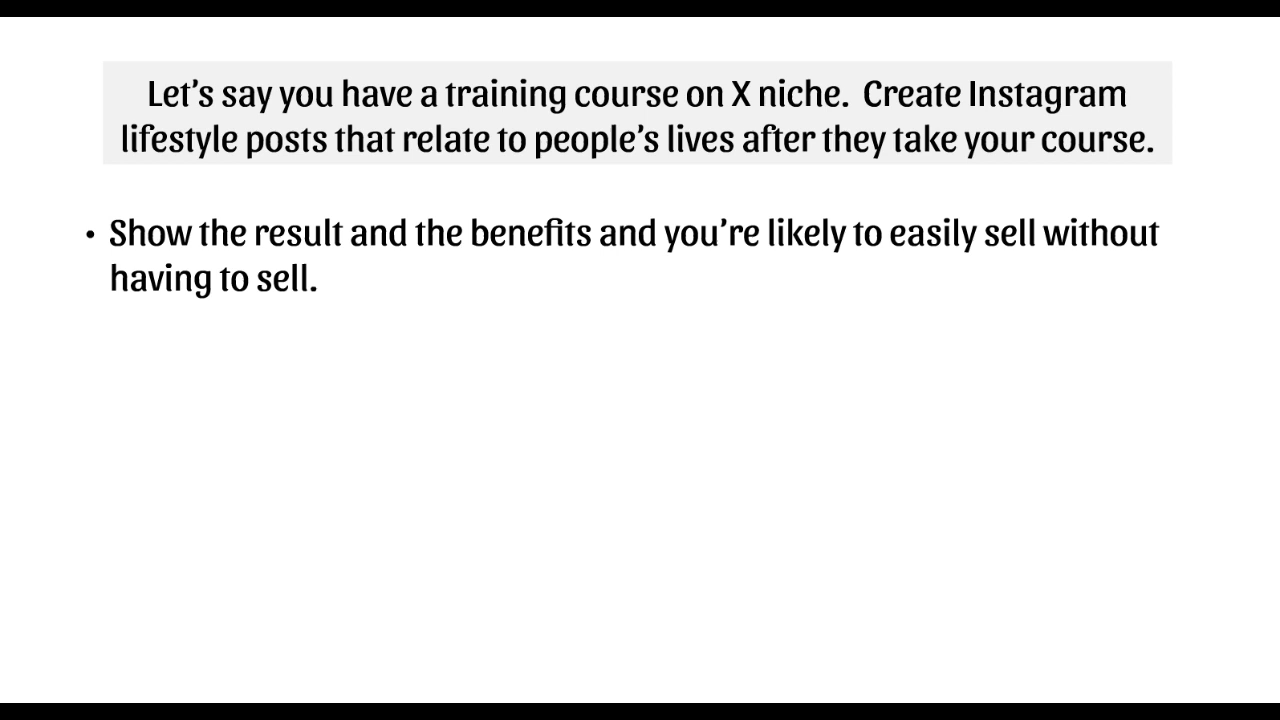 Let’s say you have a training course on X niche.  Create Instagram
lifestyle posts that relate to people’s lives after they take your course.
• Show the result and the benefits and you’re likely to easily sell without
having to sell.